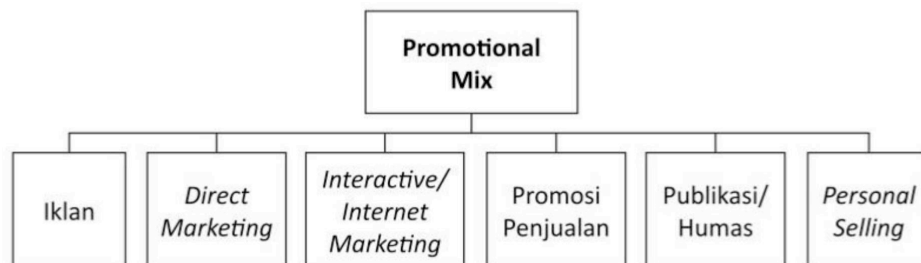 Promotional
Mix
Iklan
Direct
Marketing
Interactive/
Internet
Marketing
Promosi
Penjualan
Publikasi/
Humas
Personal
Selling